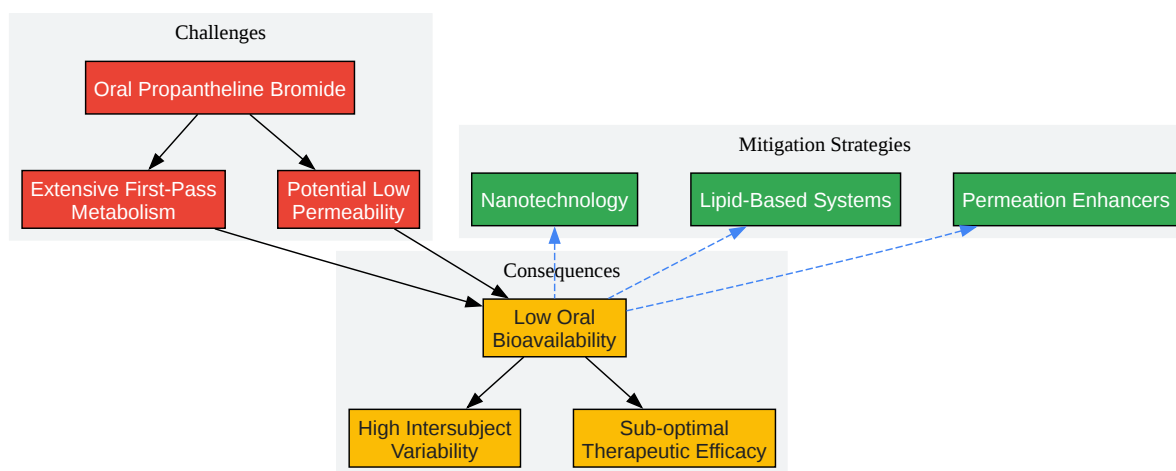 Challenges
Oral Propantheline Bromide
Extensive First-Pass
Metabolism
Potential Low
Permeability
Mitigation Strategies
Nanotechnology
Lipid-Based Systems
Permeation Enhancers
Consequences
Low Oral
Bioavailability
High Intersubject
Variability
Sub-optimal
Therapeutic Efficacy